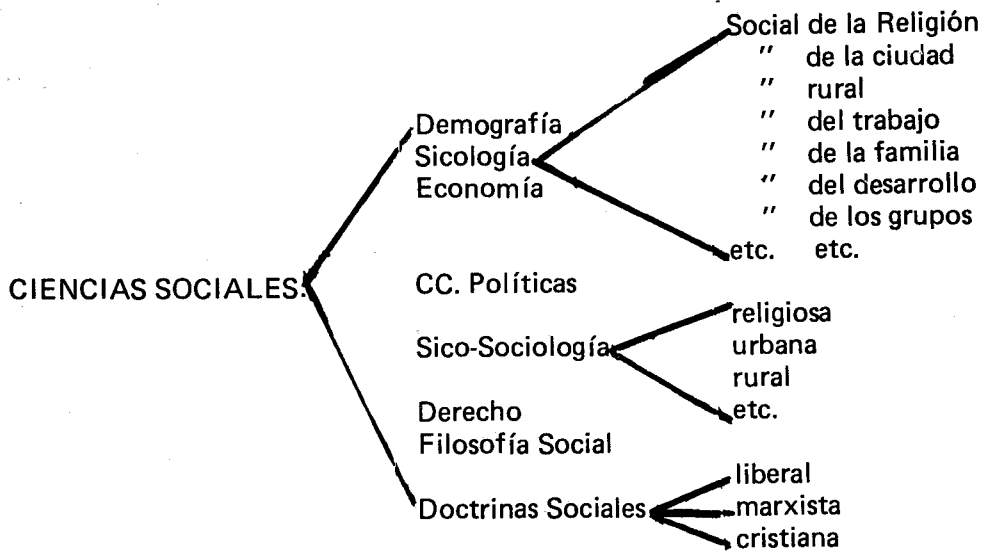 Social de la Religión
" de la ciudad
" rural
" del trabajo
" de la familia
" del desarrollo
" de los grupos
etc. etc.
Demografía
Sicología
Economía
CIENCIAS SOCIALES:
CC. Políticas
Sico-Sociología
religiosa
urbana
rural
etc.
Derecho
Filosofía Social
Doctrinas Sociales
liberal
marxista
cristiana